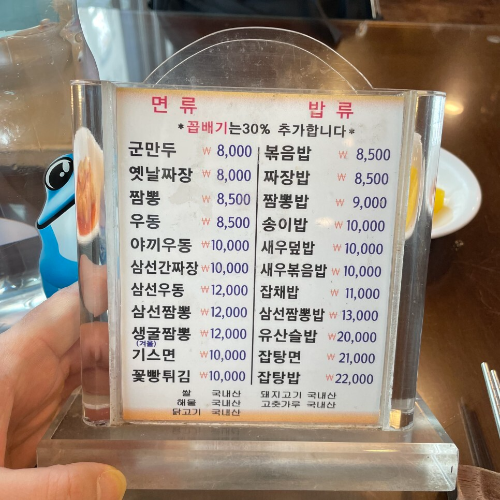 면 류
밥 류
*곱배기는30% 추가합니다*
군만두 ₩ 8,000
옛날짜장 ₩ 8,000
짬뽕 ₩ 8,500
우동 ₩ 8,500
야끼우동 ₩10,000
삼선간짜장 ₩10,000
삼선우동 ₩12,000
삼선짬뽕 ₩12,000
생굴짬뽕 ₩12,000
(겨울)
기스면 ₩10,000
꽃빵튀김 ₩10,000
볶음밥 ₩ 8,500
짜장밥 ₩ 8,500
짬뽕밥 ₩ 9,000
송이밥 ₩10,000
새우덮밥 ₩10,000
새우볶음밥 ₩10,000
잡채밥 ₩ 11,000
삼선짬뽕밥 ₩ 13,000
유산슬밥 ₩20,000
잡탕면 ₩ 21,000
잡탕밥 ₩22,000
쌀 국내산
해물 국내산
닭고기 국내산
돼지고기 국내산
고춧가루 국내산